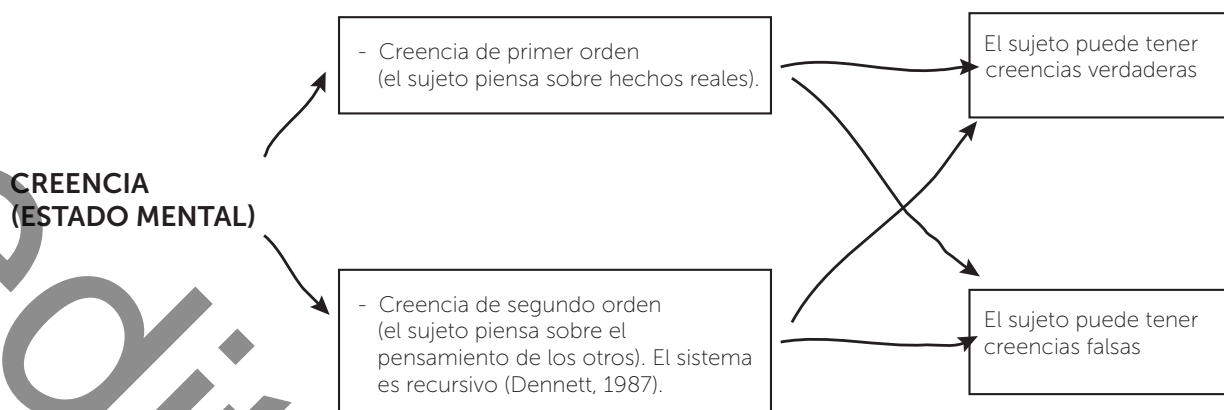 - Creencia de primer orden
(el sujeto piensa sobre hechos reales).
El sujeto puede tener
creencias verdaderas
CREENCIA
(ESTADO MENTAL)
- Creencia de segundo orden
(el sujeto piensa sobre el
pensamiento de los otros). El sistema
es recursivo (Dennett, 1987).
El sujeto puede tener
creencias falsas